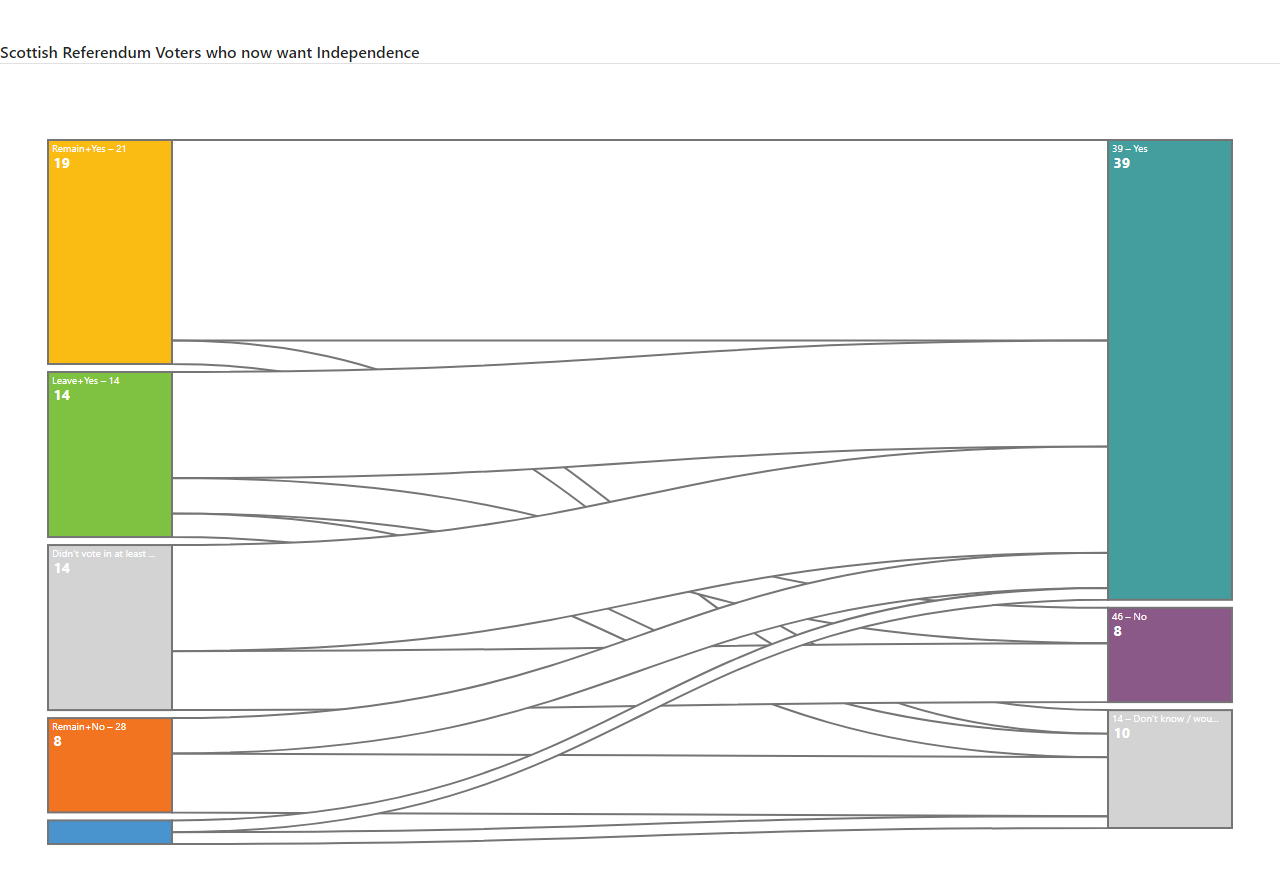 Scottish Referendum Voters who now want Independence
Remain+Yes – 21
19
39 – Yes
39
Leave+Yes – 14
14
Didn't vote in at least ...
14
46 – No
8
Remain+No – 28
8
14 – Don't know / wou...
10